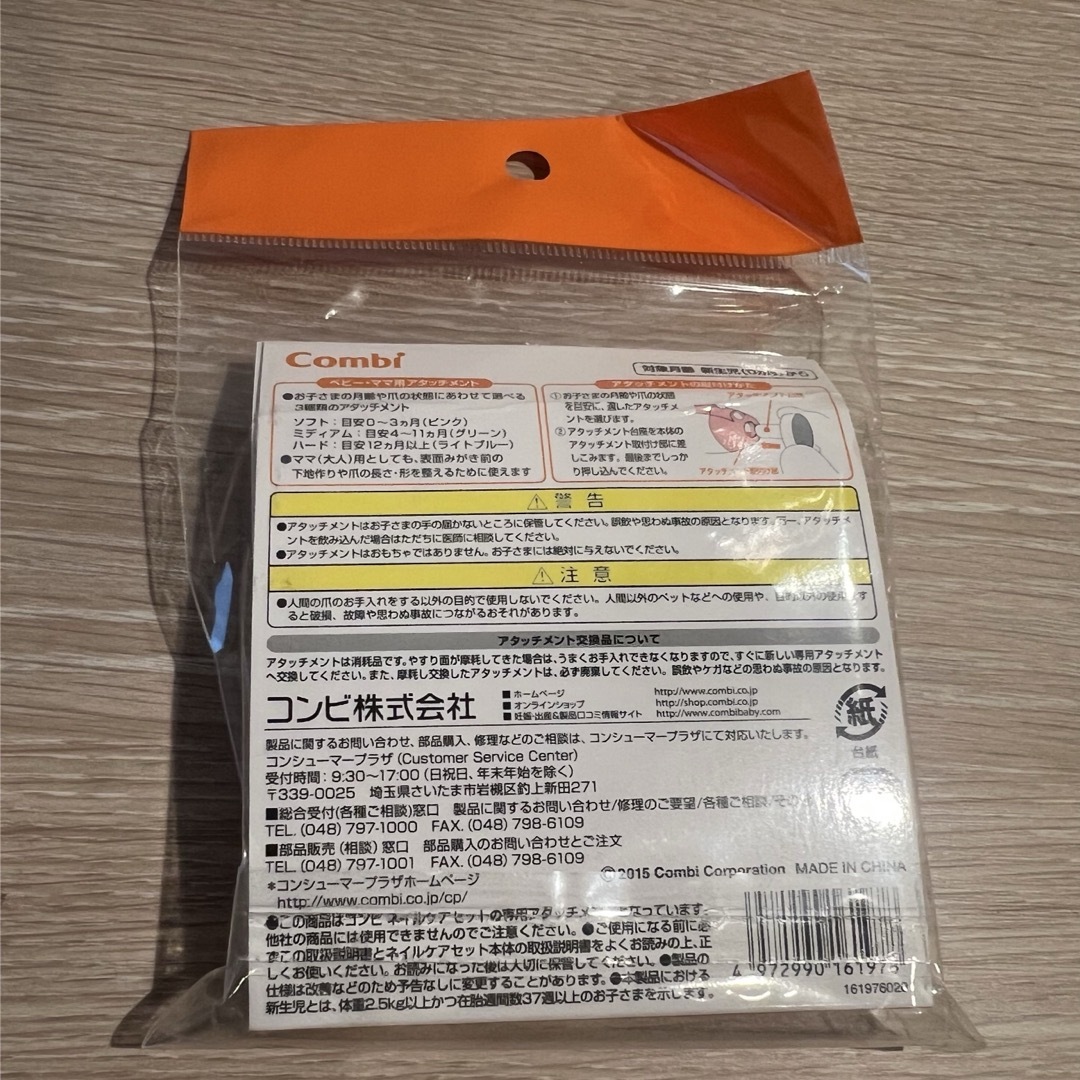 Combi
対象月齢 新生児(0か月)から
ベビー・ママ用アタッチメント
●お子さまの月齢や爪の状態にあわせて選べる
3種類のアタッチメント
ソフト:目安0〜3ヵ月(ピンク)
ミディアム:目安4〜11ヵ月(グリーン)
ハード:目安12ヵ月以上(ライトブルー)
●ママ(大人)用としても、表面みがき前の
下地作りや爪の長さ・形を整えるために使えます
アタッチメントの取付けかた
①お子さまの月齢や爪の状態
を目安に、適したアタッチメ
ントを選びます。
②アタッチメント台座を本体の
アタッチメント取付け部に差
しこみます。最後までしっか
り押し込んでください。
アタッチメント台座
アタッチメント取付け部
⚠警告
●アタッチメントはお子さまの手の届かないところに保管してください。誤飲や思わぬ事故の原因となります。万一、アタッチメ
ントを飲み込んだ場合はただちに医師に相談してください。
●アタッチメントはおもちゃではありません。お子さまには絶対に与えないでください。
⚠注意
●人間の爪のお手入れをする以外の目的で使用しないでください。人間以外のペットなどへの使用や、目的以外の使用をす
ると破損、故障や思わぬ事故につながるおそれがあります。
アタッチメント交換品について
アタッチメントは消耗品です。やすり面が摩耗してきた場合は、うまくお手入れできなくなりますので、すぐに新しい専用アタッチメント
へ交換してください。また、摩耗し交換したアタッチメントは、必ず廃棄してください。誤飲やケガなどの思わぬ事故の原因となります。
コンビ株式会社
■ホームページ http://www.combi.co.jp
■オンラインショップ http://shop.combi.co.jp
■妊娠・出産&製品口コミ情報サイト http://www.combibaby.com
紙
台紙
製品に関するお問い合わせ、部品購入、修理などのご相談は、コンシューマープラザにて対応いたします。
コンシューマープラザ(Customer Service Center)
受付時間:9:30〜17:00(日祝日、年末年始を除く)
〒339-0025 埼玉県さいたま市岩槻区釣上新田271
■総合受付(各種ご相談)窓口 製品に関するお問い合わせ/修理のご要望/各種ご相談/その他
TEL.(048)797-1000 FAX.(048)798-6109
■部品販売(相談)窓口 部品購入のお問い合わせとご注文
TEL.(048)797-1001 FAX.(048)798-6109
*コンシューマープラザホームページ
http://www.combi.co.jp/cp/
©2015 Combi Corporation MADE IN CHINA
●この商品はコンビ ネイルケアセットの専用アタッチメントとなっています。
他社の商品には使用できませんのでご注意ください。●ご使用になる前に必
ずこの取扱説明書とネイルケアセット本体の取扱説明書をよくお読みの上、正
しくお使いください。お読みになった後は大切に保管してください。●製品の
仕様は改善などのため予告なしに変更することがあります。●本製品における
新生児とは、体重2.5kg以上かつ在胎週間数37週以上のお子さまを示します。
4 972990 161975
161976020